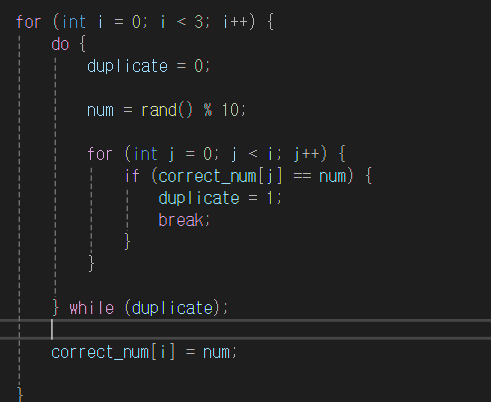 for (int i = 0; i < 3; i++) {
do {
duplicate = 0;
num = rand() % 10;
for (int j = 0; j < i; j++) {
if (correct_num[j] == num) {
duplicate = 1;
break;
}
}
} while (duplicate);
correct_num[i] = num;
}